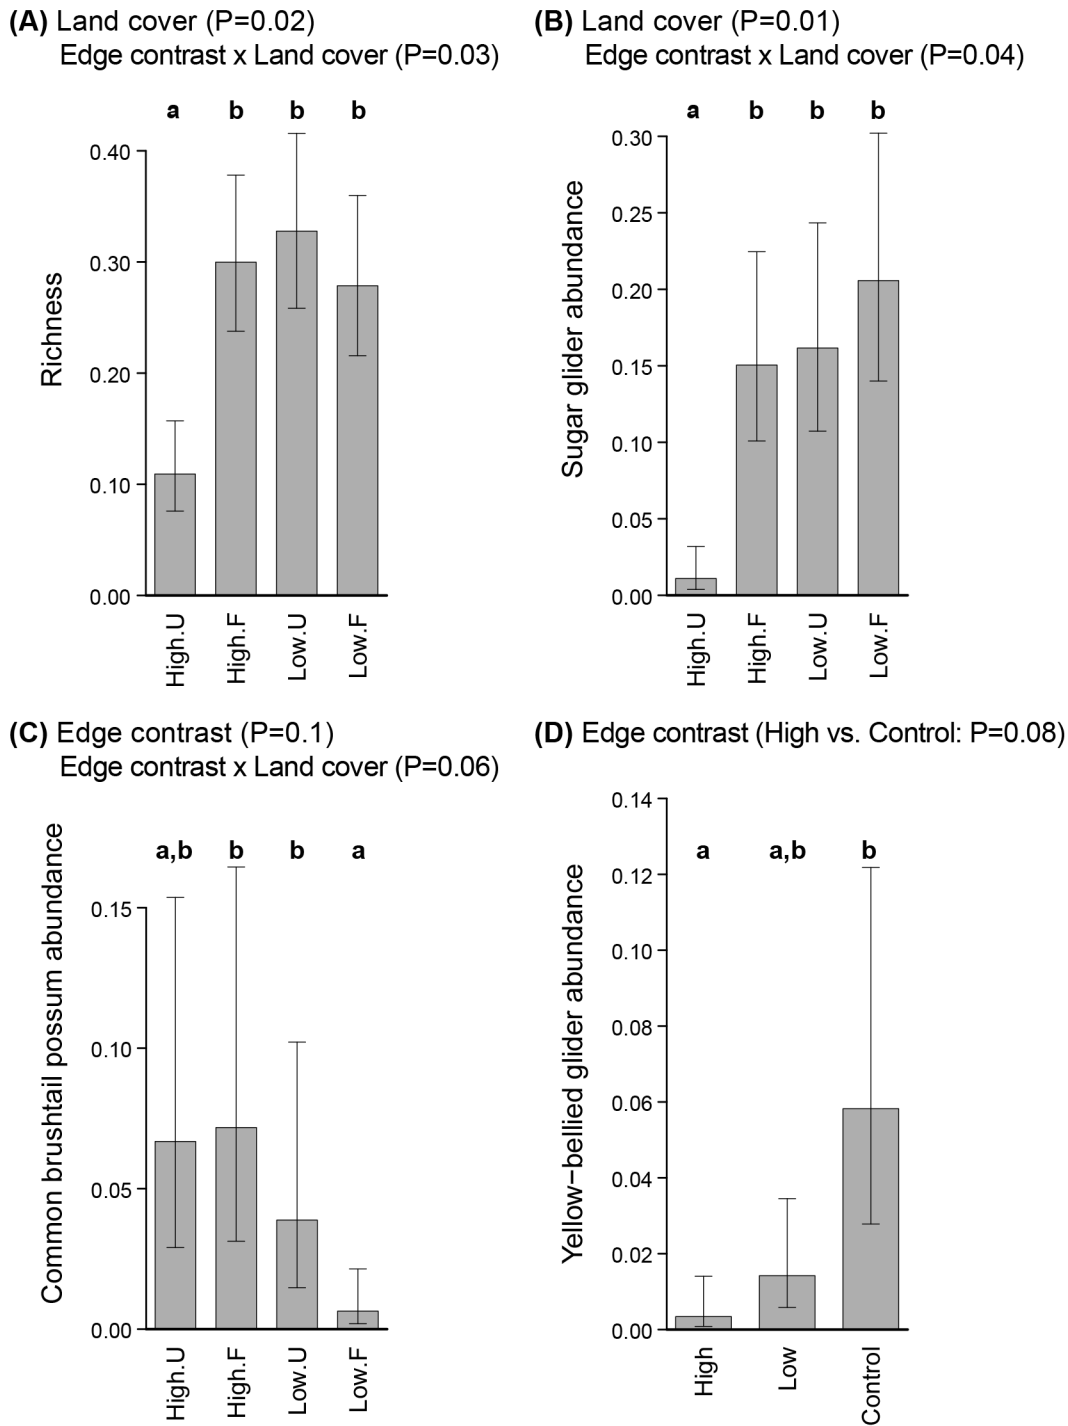 (A) Land cover (P=0.02)
Edge contrast x Land cover (P=0.03)
a b b b
Richness
0.40
0.30
0.20
0.10
0.00
High.U
High.F
Low.U
Low.F
(B) Land cover (P=0.01)
Edge contrast x Land cover (P=0.04)
a b b b
Sugar glider abundance
0.30
0.25
0.20
0.15
0.10
0.05
0.00
High.U
High.F
Low.U
Low.F
(C) Edge contrast (P=0.1)
Edge contrast x Land cover (P=0.06)
a,b b b a
Common brushtail possum abundance
0.15
0.10
0.05
0.00
High.U
High.F
Low.U
Low.F
(D) Edge contrast (High vs. Control: P=0.08)
a a,b b
Yellow−bellied glider abundance
0.14
0.12
0.10
0.08
0.06
0.04
0.02
0.00
High
Low
Control